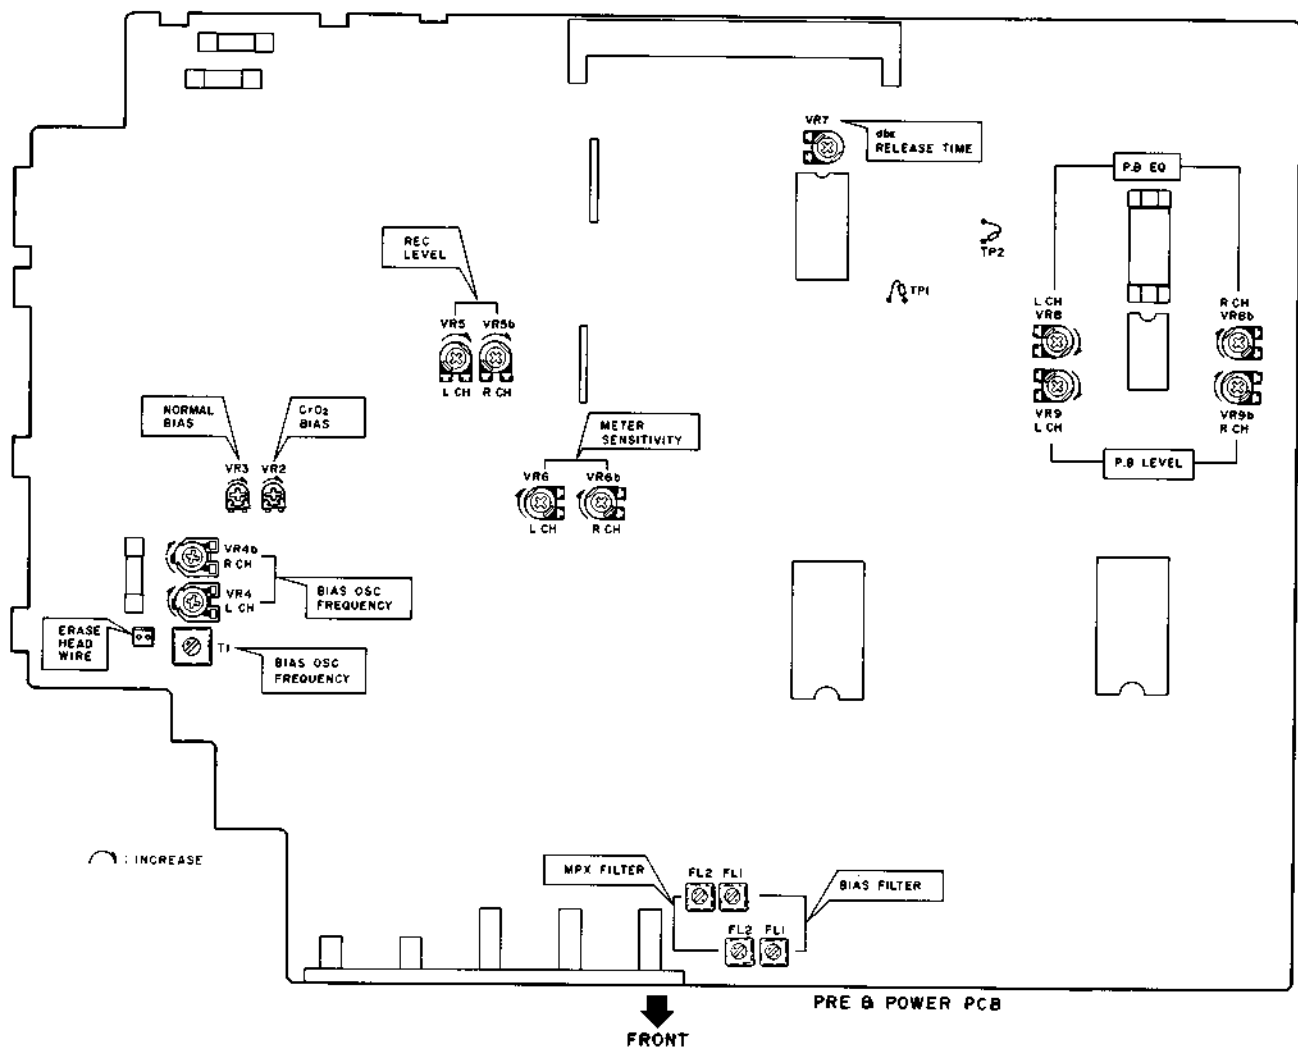 VR7
dbx
RELEASE TIME
P.B EQ
TP2
TP1
REC
LEVEL
L CH
VR8
R CH
VR8b
VR5
VR5b
L CH
R CH
NORMAL
BIAS
CrO2
BIAS
METER
SENSITIVITY
VR9
L CH
VR9b
R CH
P.B LEVEL
VR3
VR2
VR6
VR6b
L CH
R CH
VR4b
R CH
VR4
L CH
BIAS OSC
FREQUENCY
ERASE
HEAD
WIRE
T1
BIAS OSC
FREQUENCY
: INCREASE
MPX FILTER
FL2
FL1
BIAS FILTER
FL2
FL1
PRE & POWER PCB
FRONT